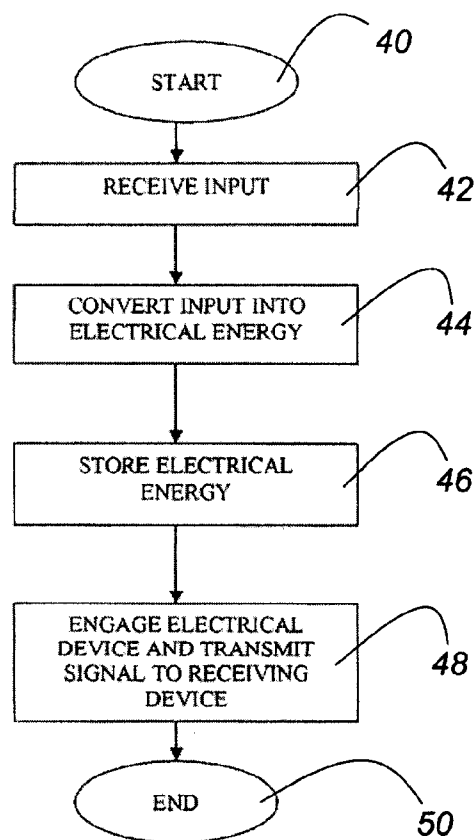 40
START
RECEIVE INPUT
42
CONVERT INPUT INTO
ELECTRICAL ENERGY
44
STORE ELECTRICAL
ENERGY
46
ENGAGE ELECTRICAL
DEVICE AND TRANSMIT
SIGNAL TO RECEIVING
DEVICE
48
END
50